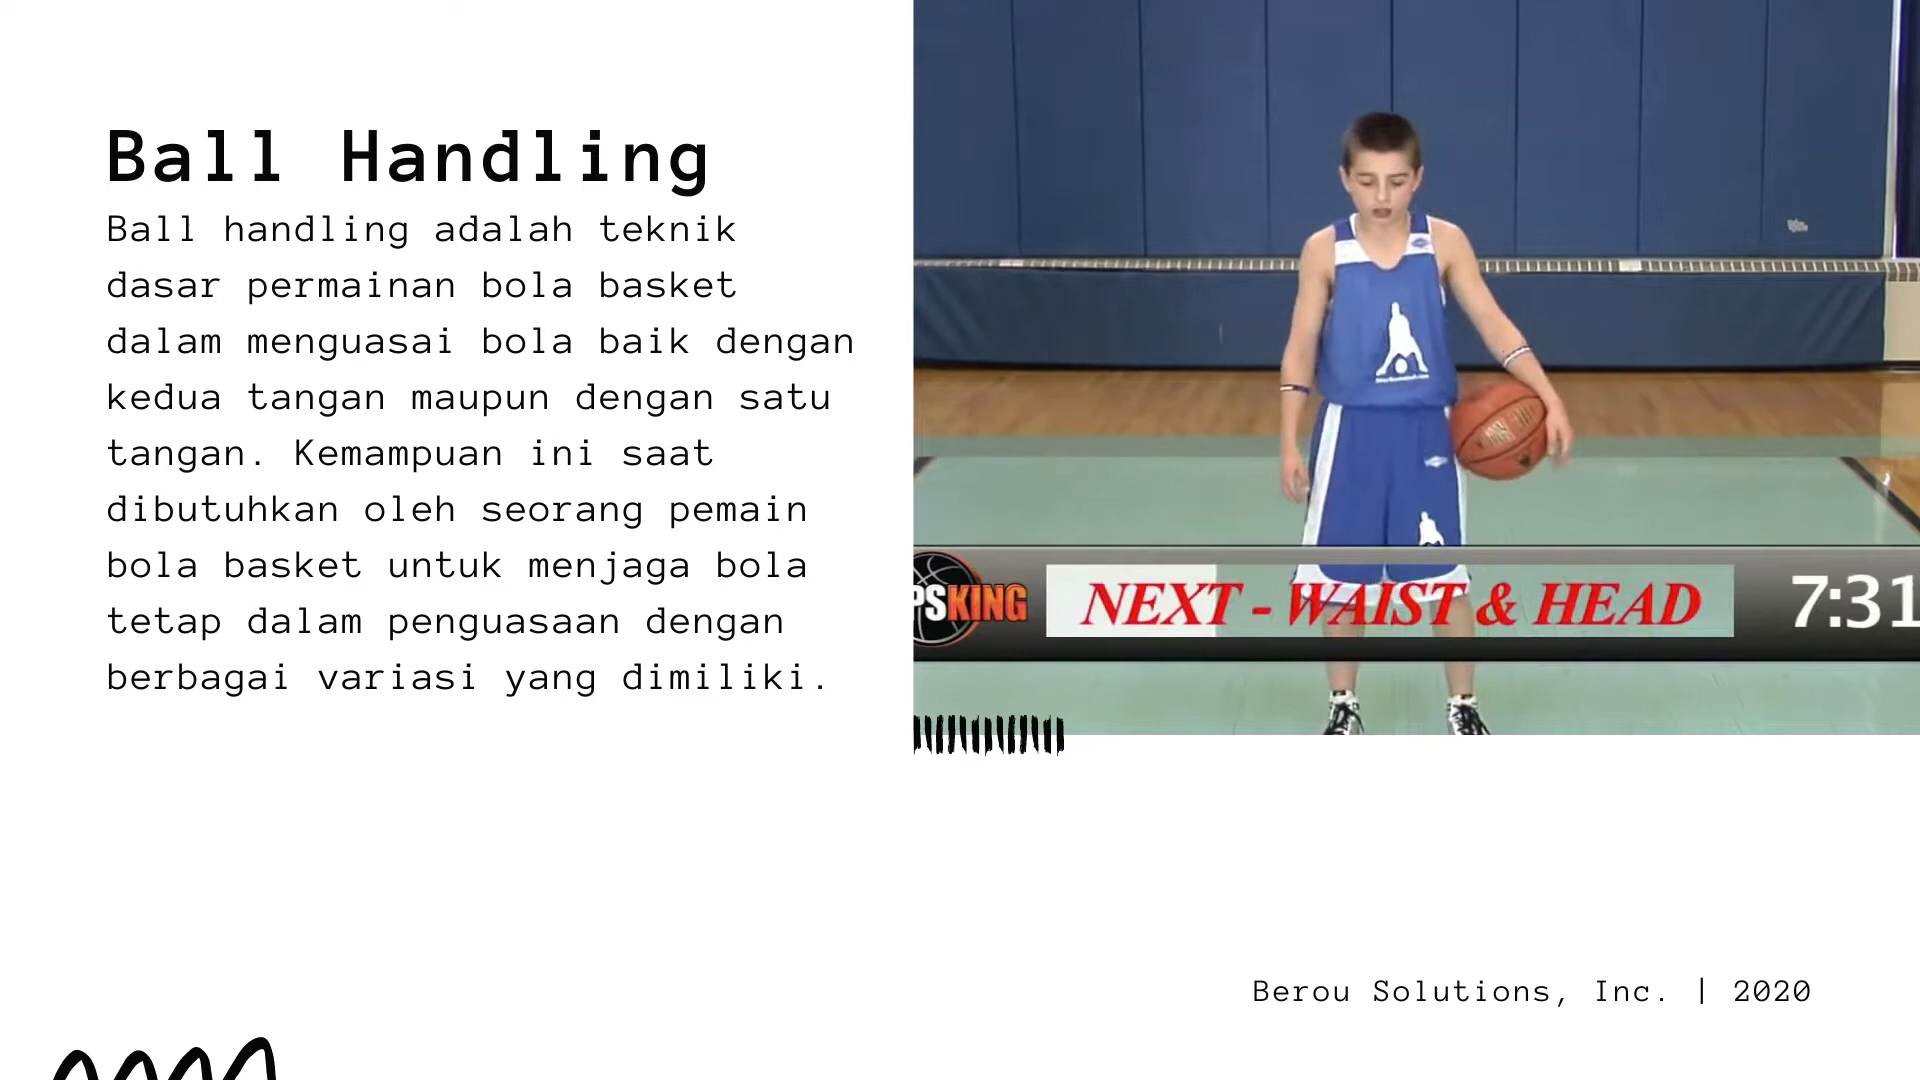 Ball Handling
Ball handling adalah teknik
dasar permainan bola basket
dalam menguasai bola baik dengan
kedua tangan maupun dengan satu
tangan. Kemampuan ini saat
dibutuhkan oleh seorang pemain
bola basket untuk menjaga bola
tetap dalam penguasaan dengan
berbagai variasi yang dimiliki.
PSKING
NEXT - WAIST & HEAD
7:31
Berou Solutions, Inc. | 2020